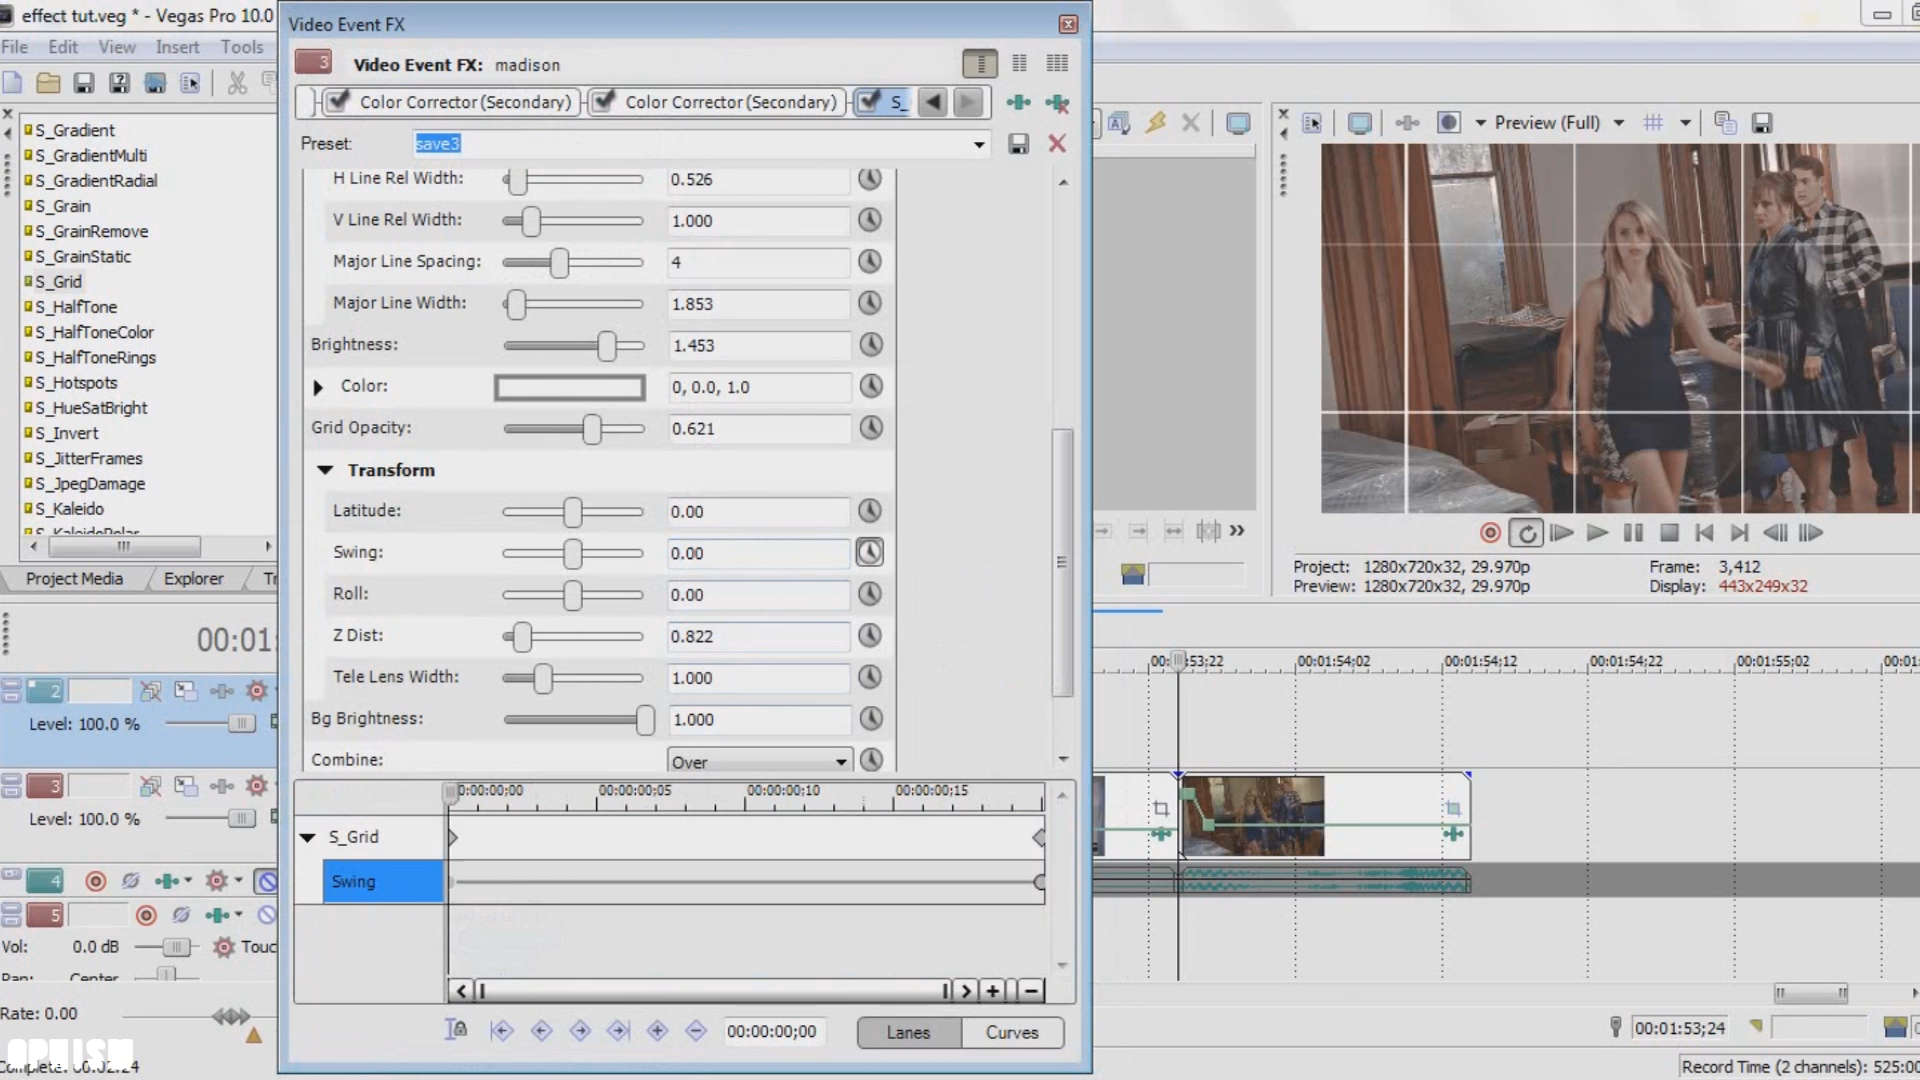 effect tut.veg * - Vegas Pro 10.0
File Edit View Insert Tools
S_Gradient
S_GradientMulti
S_GradientRadial
S_Grain
S_GrainRemove
S_GrainStatic
S_Grid
S_HalfTone
S_HalfToneColor
S_HalfToneRings
S_Hotspots
S_HueSatBright
S_Invert
S_JitterFrames
S_JpegDamage
S_Kaleido
S_KaleidoPolar
Project Media Explorer Tr
00:01:
2
Level: 100.0 %
3
Level: 100.0 %
4
5
Vol: 0.0 dB Touc
Pan: Center
Rate: 0.00
OPHISM
Complete: 00:02:24
Video Event FX
3 Video Event FX: madison
Color Corrector (Secondary) Color Corrector (Secondary) S_
Preset: save3
H Line Rel Width: 0.526
V Line Rel Width: 1.000
Major Line Spacing: 4
Major Line Width: 1.853
Brightness: 1.453
Color: 0, 0.0, 1.0
Grid Opacity: 0.621
Transform
Latitude: 0.00
Swing: 0.00
Roll: 0.00
Z Dist: 0.822
Tele Lens Width: 1.000
Bg Brightness: 1.000
Combine: Over
0:00:00;00 00:00:00;05 00:00:00;10 00:00:00;15
S_Grid
Swing
00:00:00;00 Lanes Curves
Preview (Full)
Project: 1280x720x32, 29.970p Frame: 3,412
Preview: 1280x720x32, 29.970p Display: 443x249x32
00: 53;22 00:01:54;02 00:01:54;12 00:01:54;22 00:01:55;02 00:01
00:01:53;24
Record Time (2 channels): 525:00